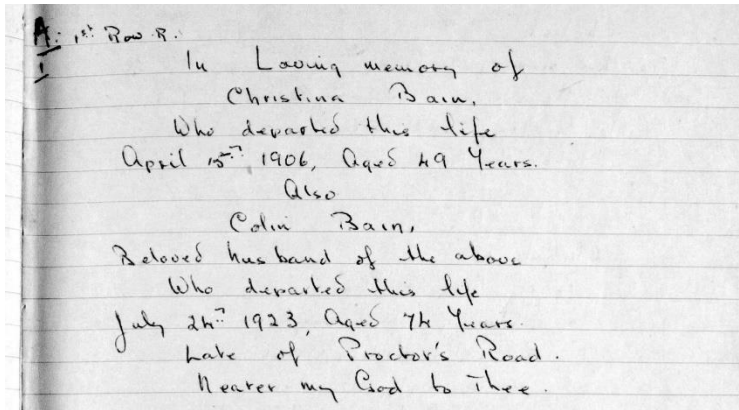 A: 1st Row R.
1
In Loving memory of
Christina Bain,
Who departed this life
April 15th 1906, Aged 49 Years.
Also
Colin Bain,
Beloved husband of the above
Who departed this life
July 24th 1923, Aged 74 Years.
Late of Proctor's Road.
Nearer my God to Thee.